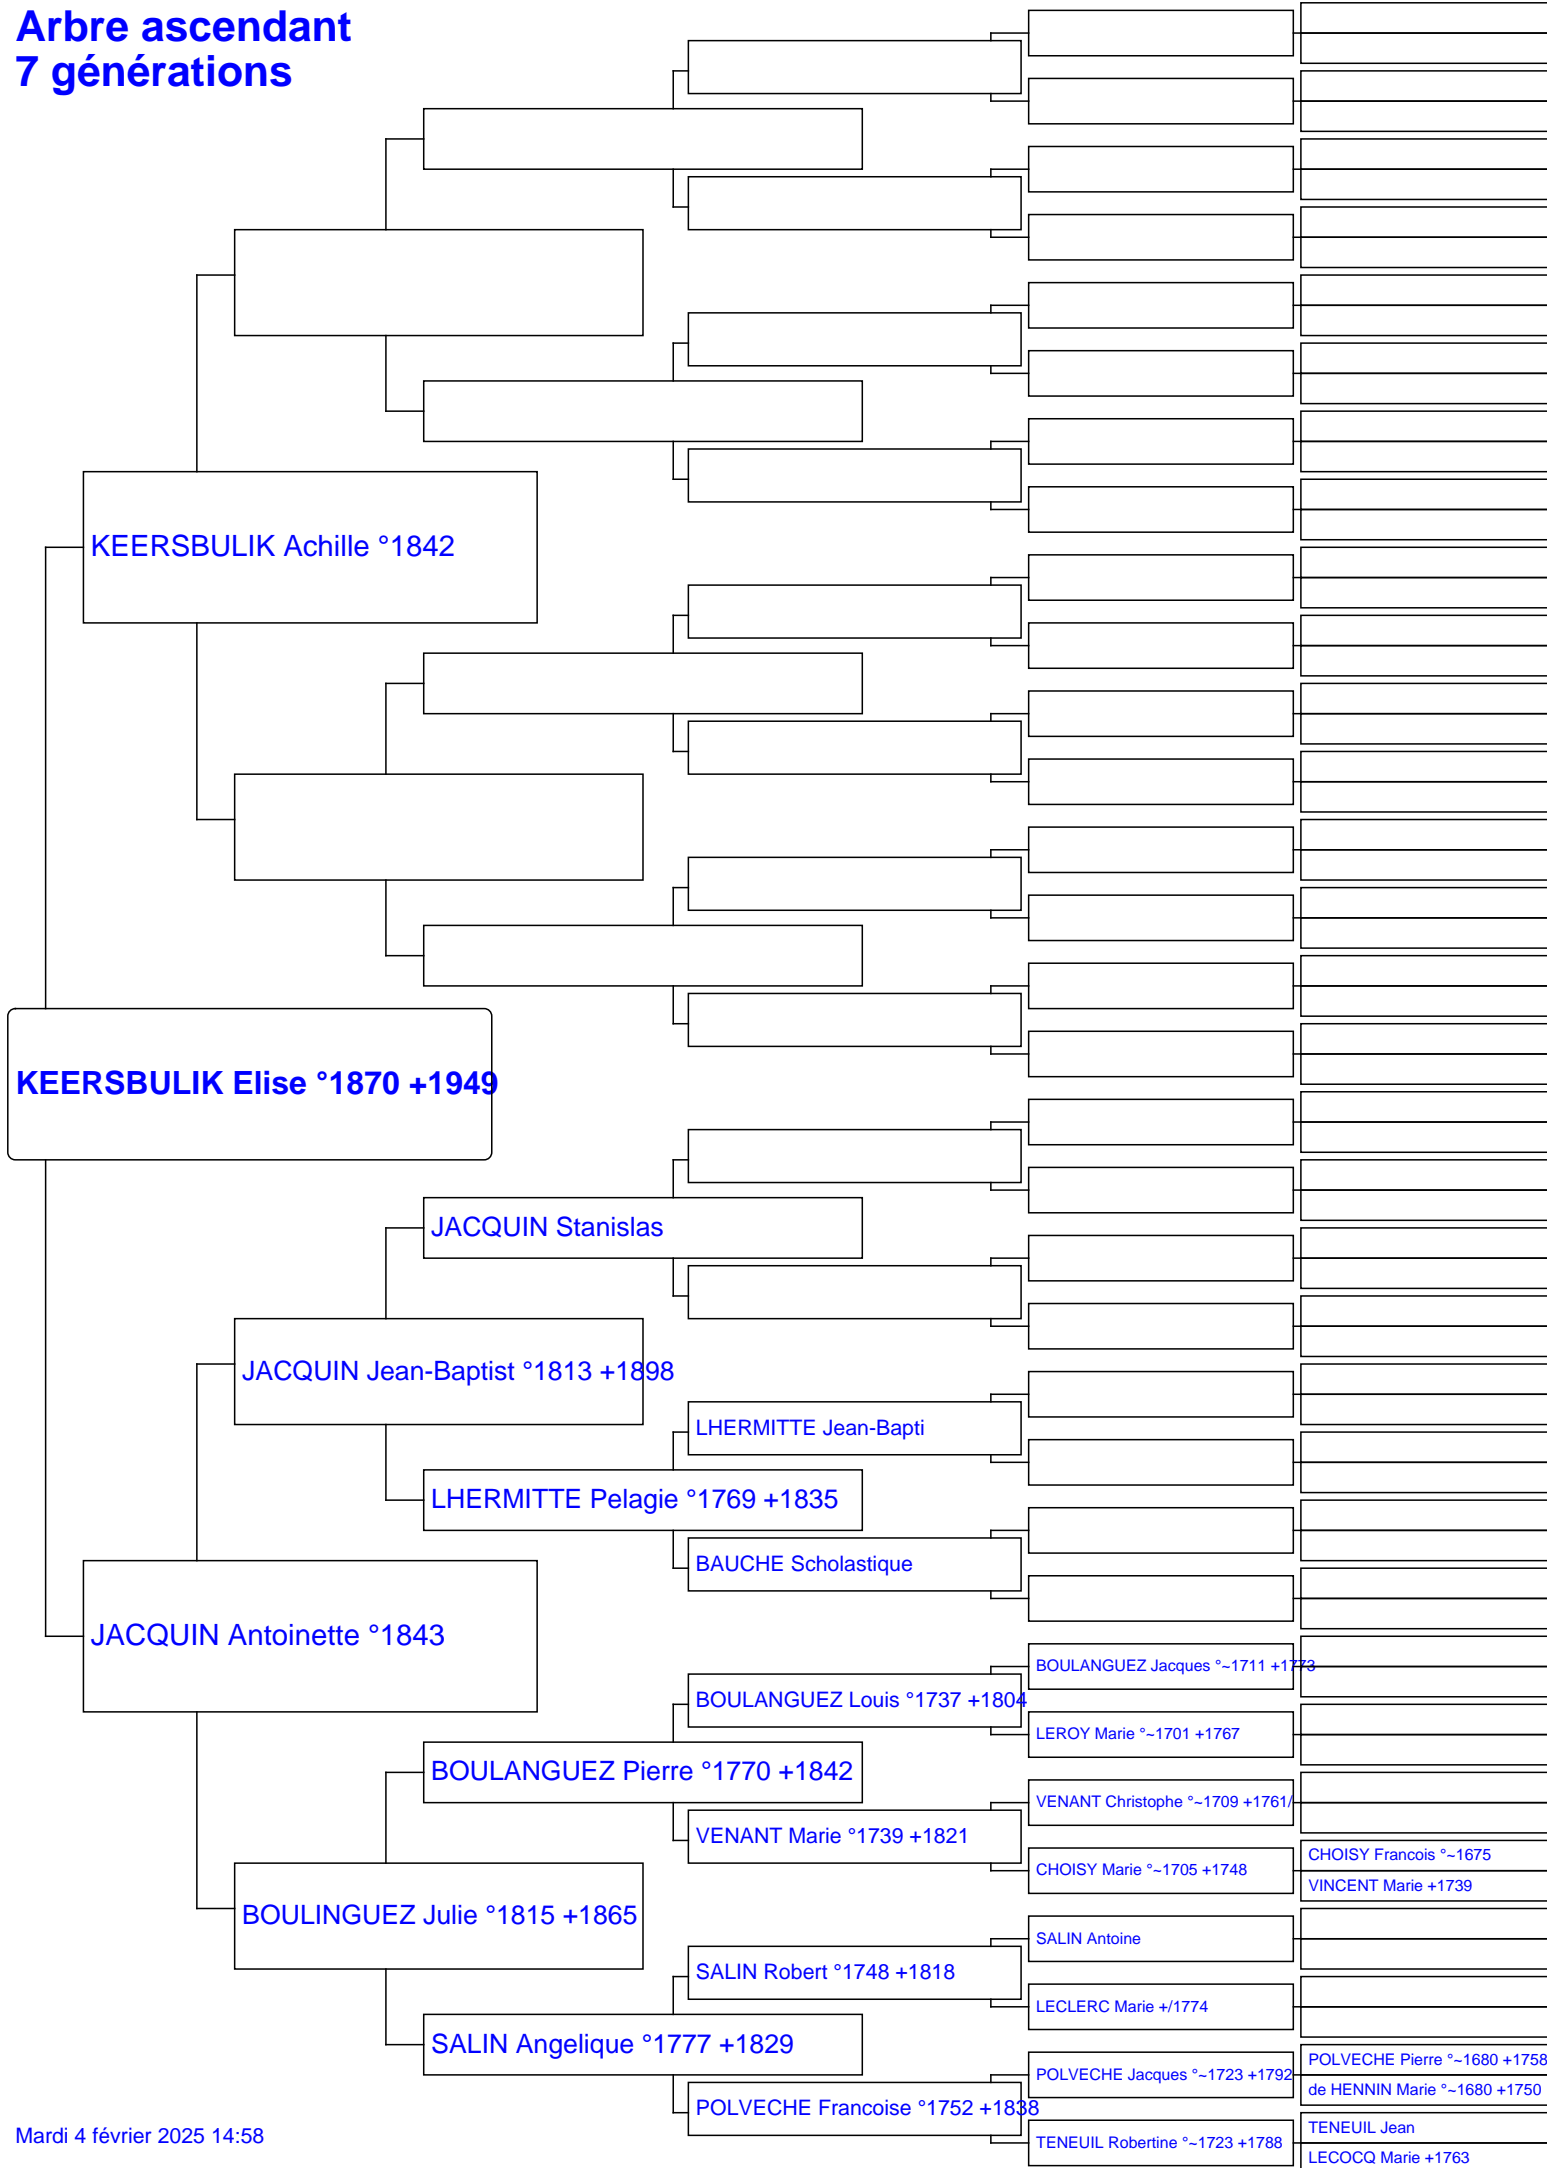 Arbre ascendant
7 générations
KEERSBULIK Achille °1842
KEERSBULIK Elise °1870 +1949
JACQUIN Stanislas
JACQUIN Jean-Baptist °1813 +1898
LHERMITTE Jean-Bapti
LHERMITTE Pelagie °1769 +1835
BAUCHE Scholastique
JACQUIN Antoinette °1843
BOULANGUEZ Jacques °~1711 +1773
BOULANGUEZ Louis °1737 +1804
LEROY Marie °~1701 +1767
BOULANGUEZ Pierre °1770 +1842
VENANT Christophe °~1709 +1761/
VENANT Marie °1739 +1821
CHOISY Francois °~1675
CHOISY Marie °~1705 +1748
VINCENT Marie +1739
BOULINGUEZ Julie °1815 +1865
SALIN Antoine
SALIN Robert °1748 +1818
LECLERC Marie +/1774
SALIN Angelique °1777 +1829
POLVECHE Pierre °~1680 +1758
POLVECHE Jacques °~1723 +1792
de HENNIN Marie °~1680 +1750
POLVECHE Francoise °1752 +1838
TENEUIL Jean
TENEUIL Robertine °~1723 +1788
LECOCQ Marie +1763
Mardi 4 février 2025 14:58